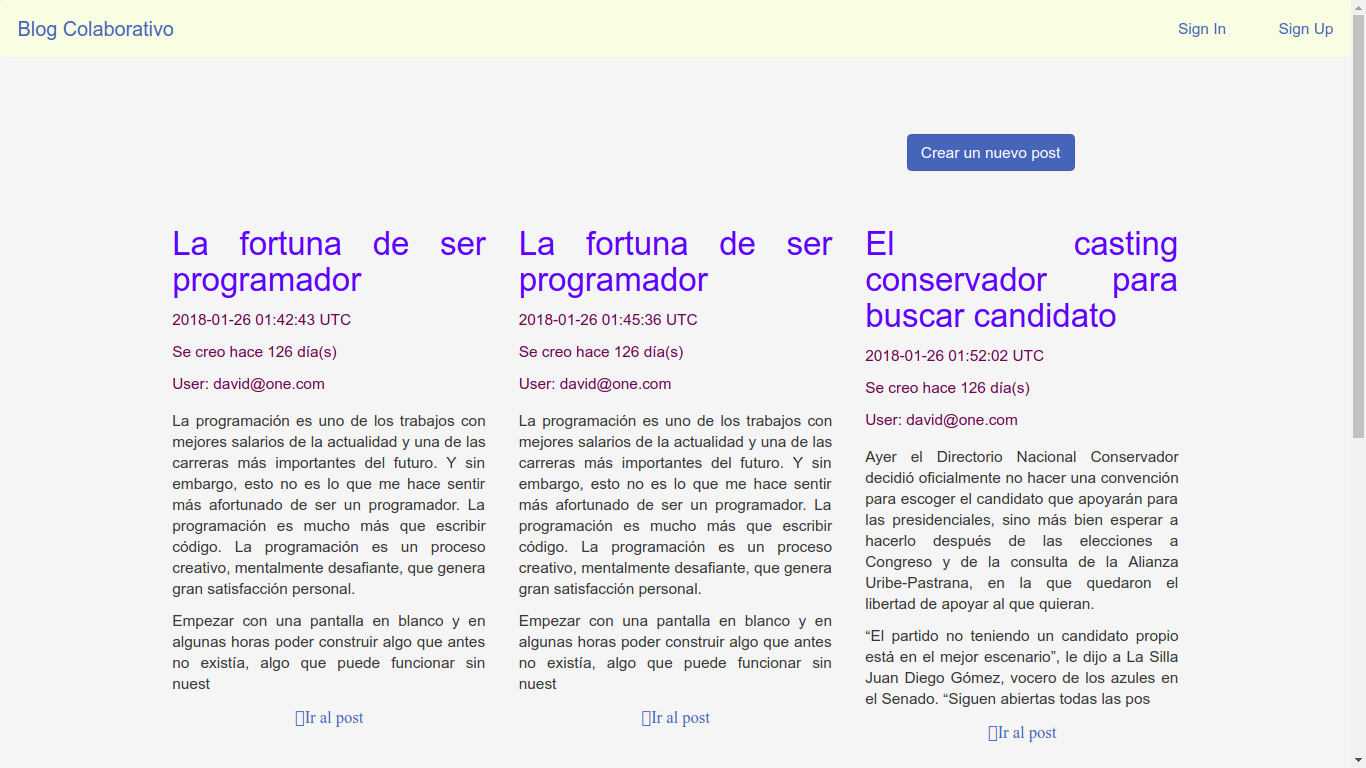 Blog Colaborativo
Sign In
Sign Up
Crear un nuevo post
La fortuna de ser
programador
2018-01-26 01:42:43 UTC
Se creo hace 126 día(s)
User: david@one.com
La programación es uno de los trabajos con
mejores salarios de la actualidad y una de las
carreras más importantes del futuro. Y sin
embargo, esto no es lo que me hace sentir
más afortunado de ser un programador. La
programación es mucho más que escribir
código. La programación es un proceso
creativo, mentalmente desafiante, que genera
gran satisfacción personal.
Empezar con una pantalla en blanco y en
algunas horas poder construir algo que antes
no existía, algo que puede funcionar sin
nuest
Ir al post
La fortuna de ser
programador
2018-01-26 01:45:36 UTC
Se creo hace 126 día(s)
User: david@one.com
La programación es uno de los trabajos con
mejores salarios de la actualidad y una de las
carreras más importantes del futuro. Y sin
embargo, esto no es lo que me hace sentir
más afortunado de ser un programador. La
programación es mucho más que escribir
código. La programación es un proceso
creativo, mentalmente desafiante, que genera
gran satisfacción personal.
Empezar con una pantalla en blanco y en
algunas horas poder construir algo que antes
no existía, algo que puede funcionar sin
nuest
Ir al post
El casting
conservador para
buscar candidato
2018-01-26 01:52:02 UTC
Se creo hace 126 día(s)
User: david@one.com
Ayer el Directorio Nacional Conservador
decidió oficialmente no hacer una convención
para escoger el candidato que apoyarán para
las presidenciales, sino más bien esperar a
hacerlo después de las elecciones a
Congreso y de la consulta de la Alianza
Uribe-Pastrana, en la que quedaron el
libertad de apoyar al que quieran.
“El partido no teniendo un candidato propio
está en el mejor escenario”, le dijo a La Silla
Juan Diego Gómez, vocero de los azules en
el Senado. “Siguen abiertas todas las pos
Ir al post